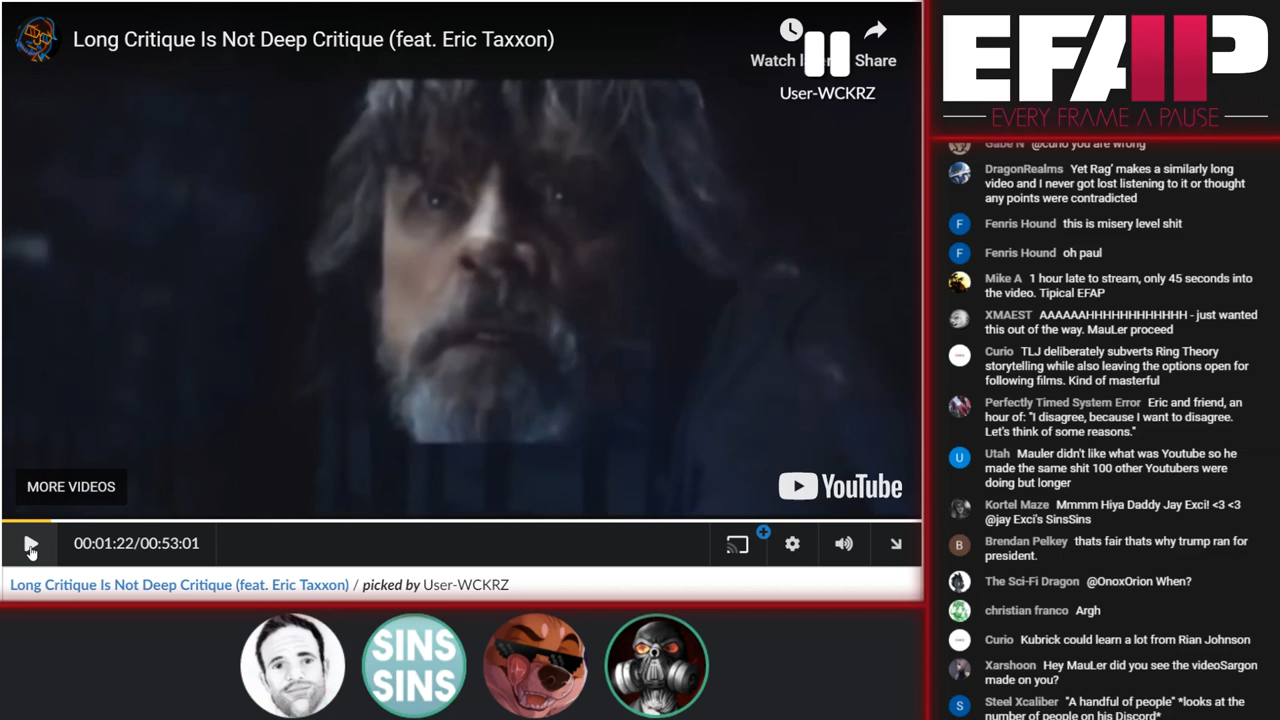 Long Critique Is Not Deep Critique (feat. Eric Taxxon)
Watch l
Share
User-WCKRZ
MORE VIDEOS
YouTube
00:01:22/00:53:01
Long Critique Is Not Deep Critique (feat. Eric Taxxon) / picked by User-WCKRZ
SINS
SINS
EFAP
EVERY FRAME A PAUSE
Gabe N @curio you are wrong
DragonRealms Yet Rag' makes a similarly long
video and I never got lost listening to it or thought
any points were contradicted
F Fenris Hound this is misery level shit
F Fenris Hound oh paul
Mike A 1 hour late to stream, only 45 seconds into
the video. Tipical EFAP
XMAEST AAAAAAHHHHHHHHHHHH - just wanted
this out of the way. MauLer proceed
Curio TLJ deliberately subverts Ring Theory
storytelling while also leaving the options open for
following films. Kind of masterful
Perfectly Timed System Error Eric and friend, an
hour of: "I disagree, because I want to disagree.
Let's think of some reasons."
U Utah Mauler didn't like what was Youtube so he
made the same shit 100 other Youtubers were
doing but longer
Kortel Maze Mmmm Hiya Daddy Jay Exci! <3 <3
@jay Exci's SinsSins
B Brendan Pelkey thats fair thats why trump ran for
president.
The Sci-Fi Dragon @OnoxOrion When?
christian franco Argh
Curio Kubrick could learn a lot from Rian Johnson
Xarshoon Hey MauLer did you see the videoSargon
made on you?
S Steel Xcaliber "A handful of people" *looks at the
number of people on his Discord*